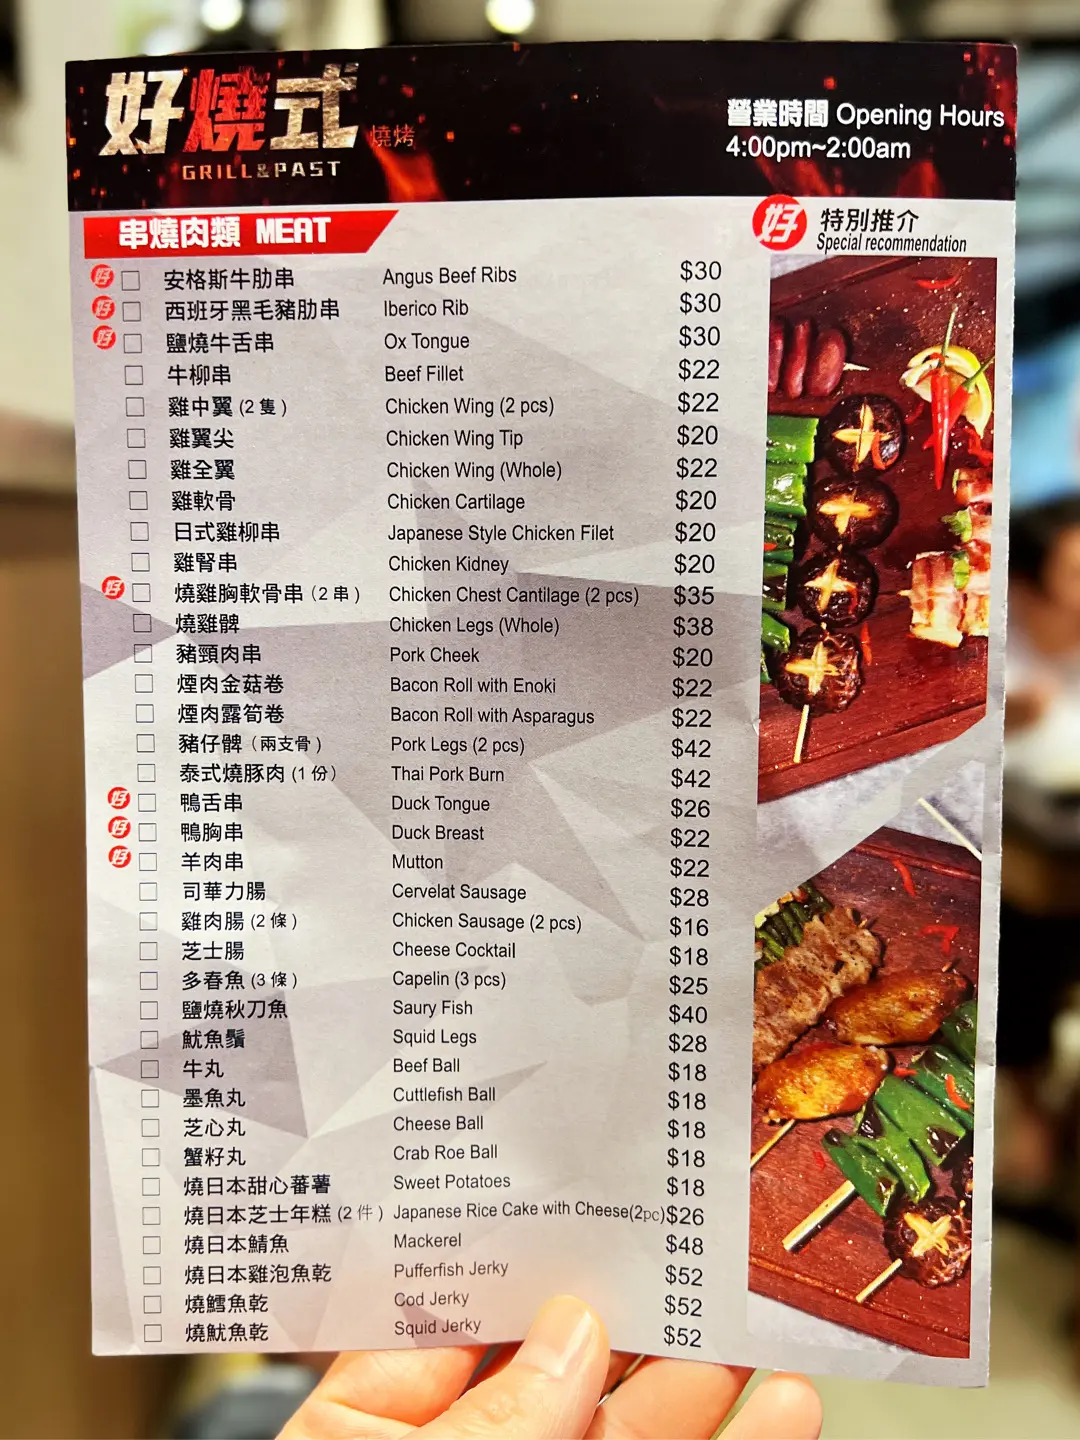 好燒式 燒烤
GRILL&PAST
營業時間 Opening Hours
4:00pm~2:00am
串燒肉類 MEAT
好 特別推介
Special recommendation
好 安格斯牛肋串 Angus Beef Ribs $30
好 西班牙黑毛豬肋串 Iberico Rib $30
好 鹽燒牛舌串 Ox Tongue $30
牛柳串 Beef Fillet $22
雞中翼 (2 隻) Chicken Wing (2 pcs) $22
雞翼尖 Chicken Wing Tip $20
雞全翼 Chicken Wing (Whole) $22
雞軟骨 Chicken Cartilage $20
日式雞柳串 Japanese Style Chicken Filet $20
雞腎串 Chicken Kidney $20
好 燒雞胸軟骨串 (2 串) Chicken Chest Cantilage (2 pcs) $35
燒雞髀 Chicken Legs (Whole) $38
豬頸肉串 Pork Cheek $20
煙肉金菇卷 Bacon Roll with Enoki $22
煙肉露筍卷 Bacon Roll with Asparagus $22
豬仔髀 (兩支骨) Pork Legs (2 pcs) $42
泰式燒豚肉 (1 份) Thai Pork Burn $42
好 鴨舌串 Duck Tongue $26
好 鴨胸串 Duck Breast $22
好 羊肉串 Mutton $22
司華力腸 Cervelat Sausage $28
雞肉腸 (2 條) Chicken Sausage (2 pcs) $16
芝士腸 Cheese Cocktail $18
多春魚 (3 條) Capelin (3 pcs) $25
鹽燒秋刀魚 Saury Fish $40
魷魚鬚 Squid Legs $28
牛丸 Beef Ball $18
墨魚丸 Cuttlefish Ball $18
芝心丸 Cheese Ball $18
蟹籽丸 Crab Roe Ball $18
燒日本甜心蕃薯 Sweet Potatoes $18
燒日本芝士年糕 (2 件) Japanese Rice Cake with Cheese(2pc) $26
燒日本鯖魚 Mackerel $48
燒日本雞泡魚乾 Pufferfish Jerky $52
燒鱈魚乾 Cod Jerky $52
燒魷魚乾 Squid Jerky $52